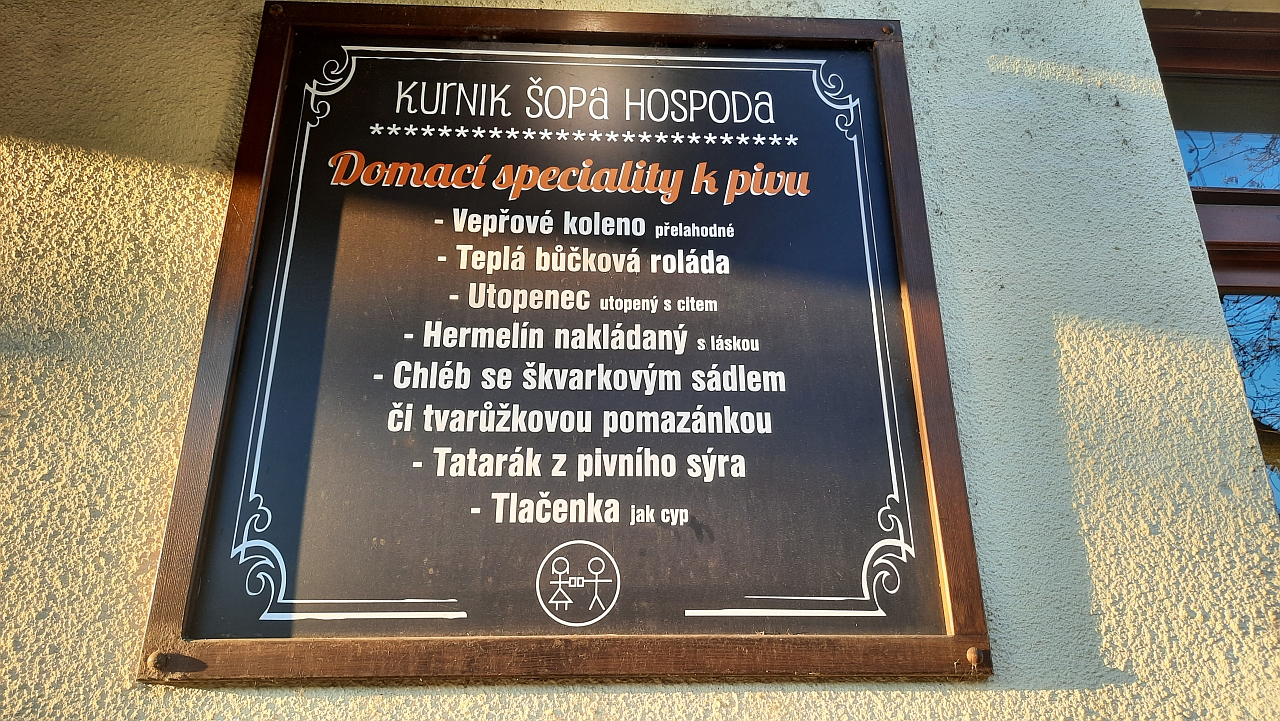 KURNIK ŠOPA HOSPODA
**************************
Domací speciality k pivu
- Vepřové koleno přelahodné
- Teplá bůčková roláda
- Utopenec utopený s citem
- Hermelín nakládaný s láskou
- Chléb se škvarkovým sádlem
či tvarůžkovou pomazánkou
- Tatarák z pivního sýra
- Tlačenka jak cyp